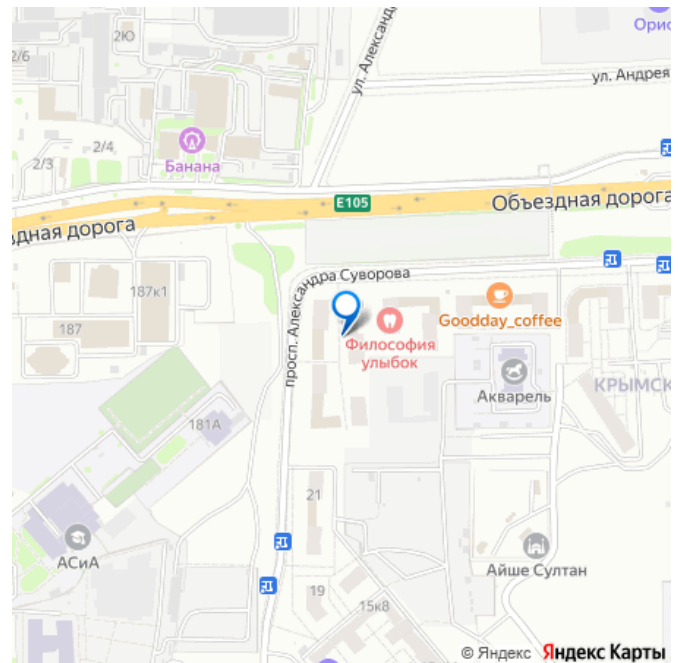 2Ю
Орис
2/6
ул. Александ
ул. Андрея
2/4
2/3
Банана
E105
Объездная дорога
здная дорога
просп. Александра Суворова
187к1
187
Goodday_coffee
Философия
улыбок
Акварель
КРЫМСК
181А
21
АСиА
Айше Султан
19
15к8
© Яндекс Яндекс Карты